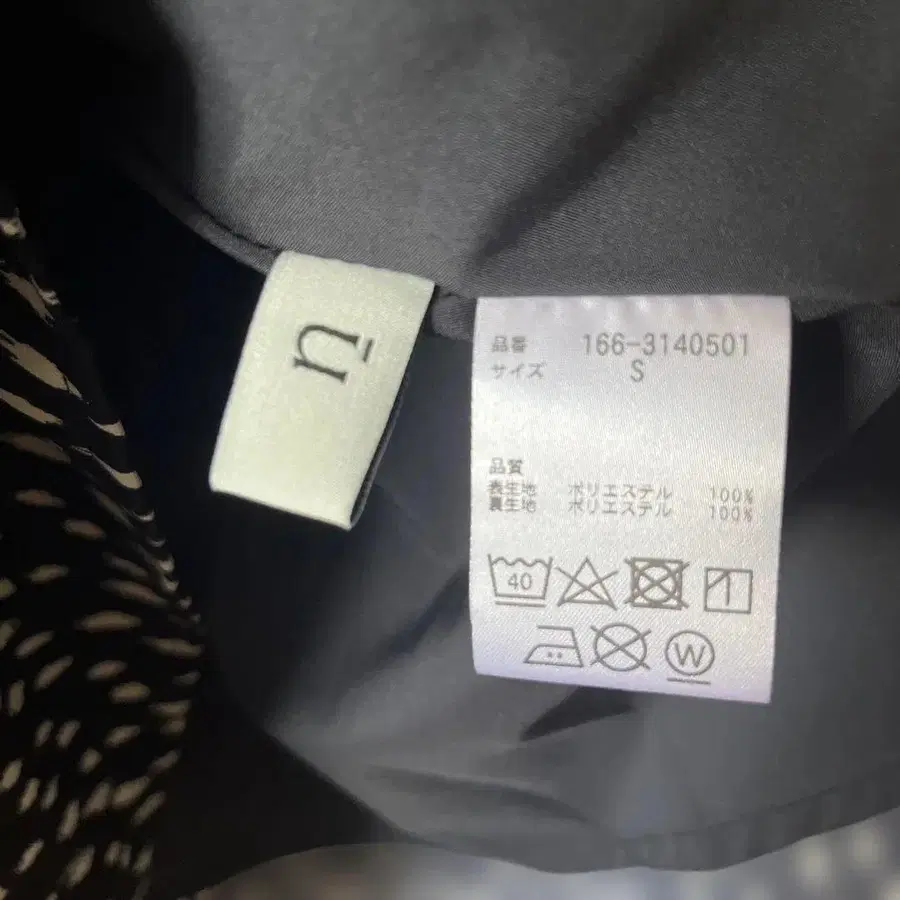 n
品番 166-3140501
サイズ S
品質
表生地 ポリエステル 100%
裏生地 ポリエステル 100%
40
W